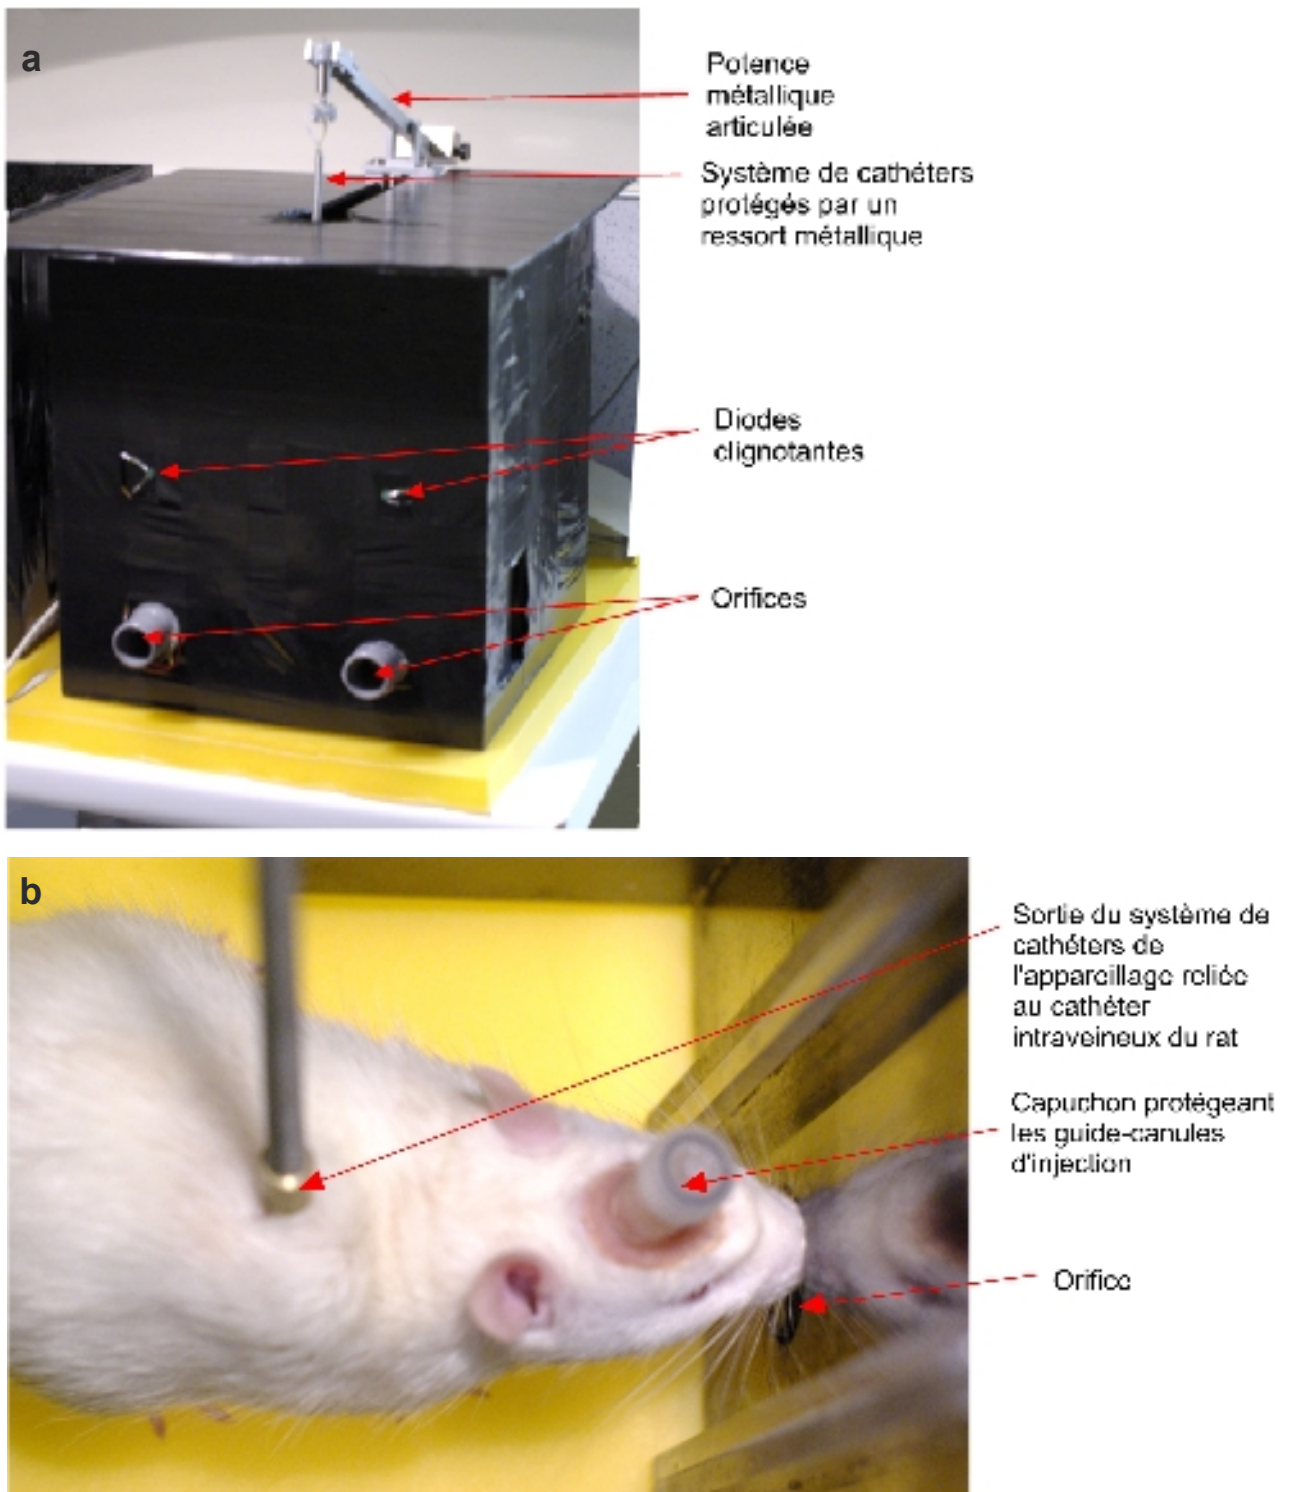 a
Potence
métallique
articulée
Système de cathéters
protégés par un
ressort métallique
Diodes
clignotantes
Orifices
b
Sortie du système de
cathéters de
l'appareillage reliée
au cathéter
intraveineux du rat
Capuchon protégeant
les guide-canules
d'injection
Orifice